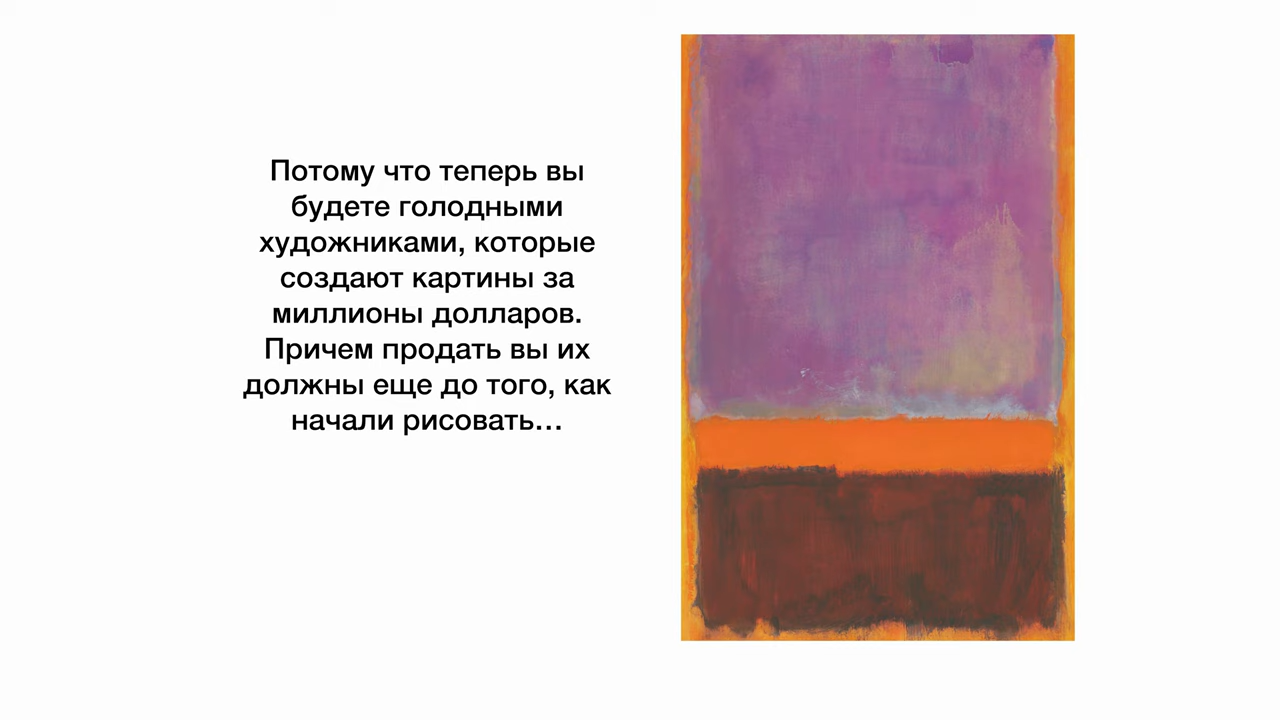 Потому что теперь вы
будете голодными
художниками, которые
создают картины за
миллионы долларов.
Причем продать вы их
должны еще до того, как
начали рисовать…